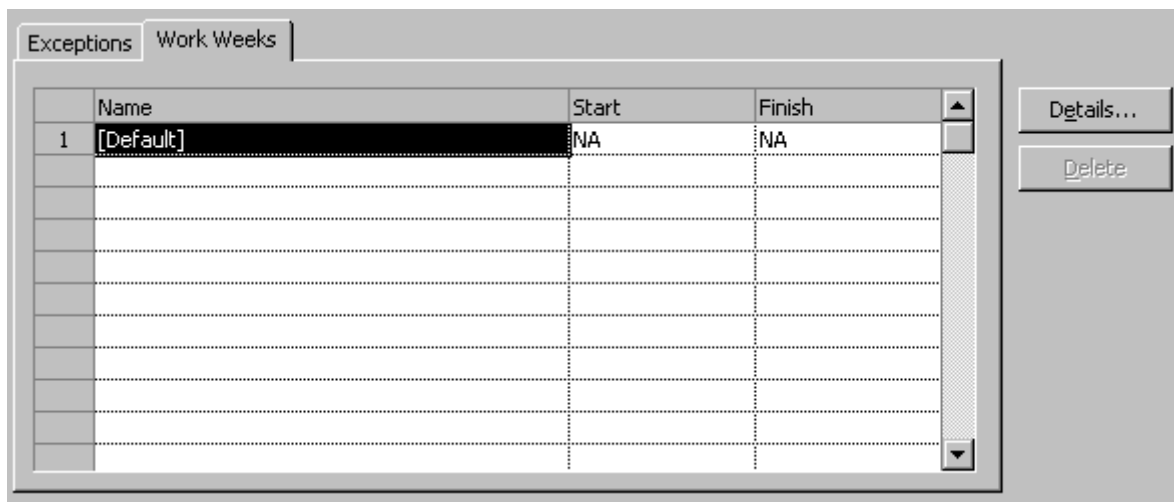 Exceptions Work Weeks
Name Start Finish
1 [Default] NA NA
Details...
Delete